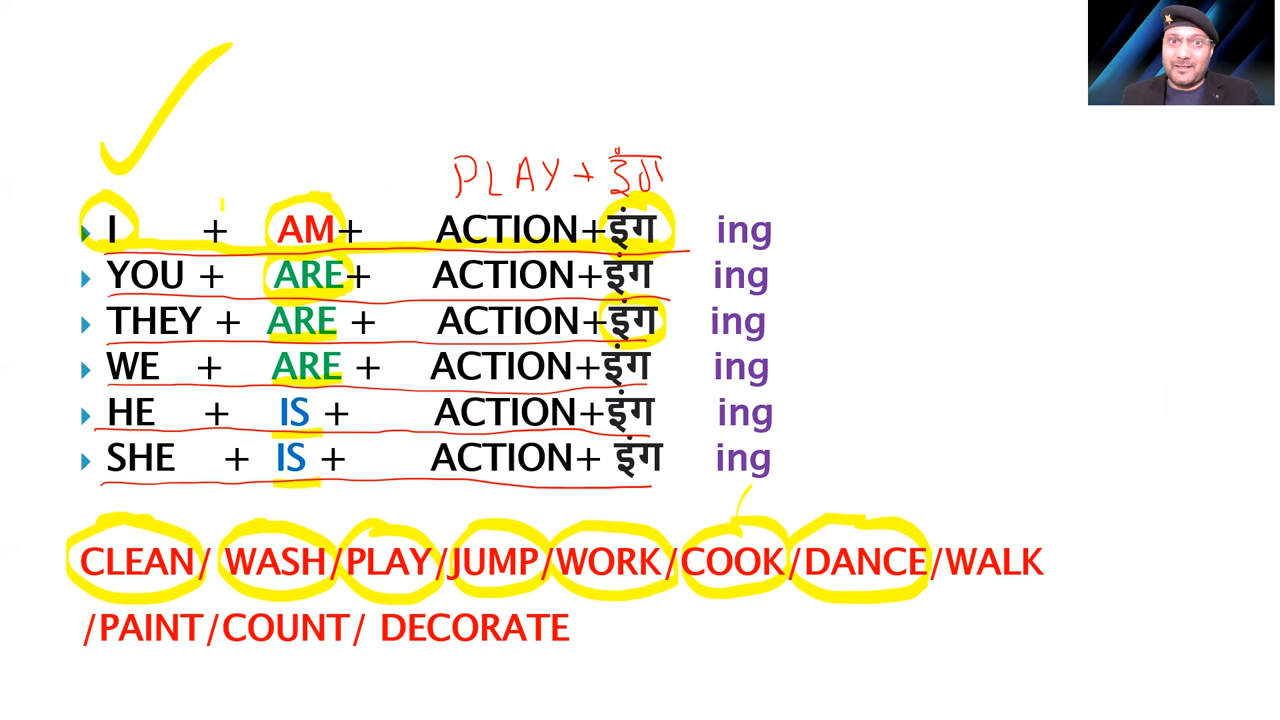 PLAY + इंग
I + AM+ ACTION+इंग ing
YOU + ARE+ ACTION+इंग ing
THEY + ARE + ACTION+इंग ing
WE + ARE + ACTION+इंग ing
HE + IS + ACTION+इंग ing
SHE + IS + ACTION+ इंग ing
CLEAN/ WASH/PLAY/JUMP/WORK/COOK/DANCE/WALK
/PAINT/COUNT/ DECORATE